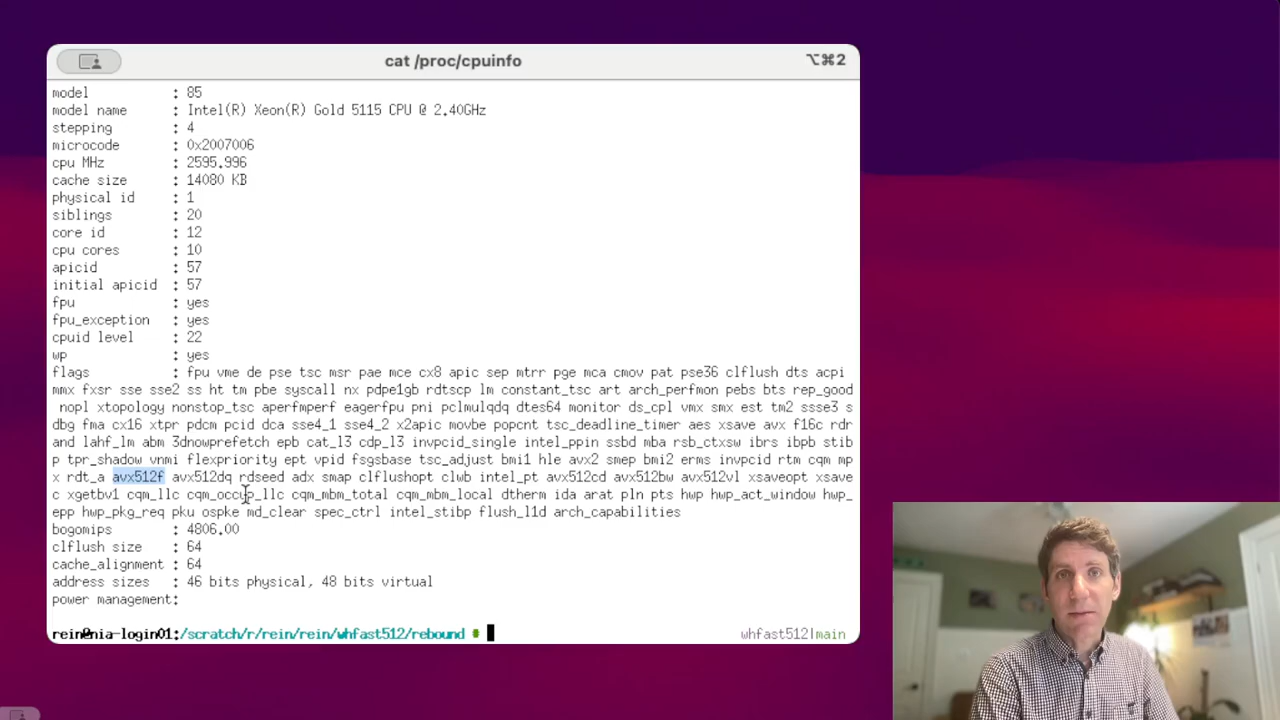 cat /proc/cpuinfo
⌥⌘2
model : 85
model name : Intel(R) Xeon(R) Gold 5115 CPU @ 2.40GHz
stepping : 4
microcode : 0x2007006
cpu MHz : 2595.996
cache size : 14080 KB
physical id : 1
siblings : 20
core id : 12
cpu cores : 10
apicid : 57
initial apicid : 57
fpu : yes
fpu_exception : yes
cpuid level : 22
wp : yes
flags : fpu vme de pse tsc msr pae mce cx8 apic sep mtrr pge mca cmov pat pse36 clflush dts acpi
mmx fxsr sse sse2 ss ht tm pbe syscall nx pdpe1gb rdtscp lm constant_tsc art arch_perfmon pebs bts rep_good
nopl xtopology nonstop_tsc aperfmperf eagerfpu pni pclmulqdq dtes64 monitor ds_cpl vmx smx est tm2 ssse3 s
dbg fma cx16 xtpr pdcm pcid dca sse4_1 sse4_2 x2apic movbe popcnt tsc_deadline_timer aes xsave avx f16c rdr
and lahf_lm abm 3dnowprefetch epb cat_l3 cdp_l3 invpcid_single intel_ppin ssbd mba rsb_ctxsw ibrs ibpb stib
p tpr_shadow vnmi flexpriority ept vpid fsgsbase tsc_adjust bmi1 hle avx2 smep bmi2 erms invpcid rtm cqm mp
x rdt_a avx512f avx512dq rdseed adx smap clflushopt clwb intel_pt avx512cd avx512bw avx512vl xsaveopt xsave
c xgetbv1 cqm_llc cqm_occup_llc cqm_mbm_total cqm_mbm_local dtherm ida arat pln pts hwp hwp_act_window hwp_
epp hwp_pkg_req pku ospke md_clear spec_ctrl intel_stibp flush_l1d arch_capabilities
bogomips : 4806.00
clflush size : 64
cache_alignment : 64
address sizes : 46 bits physical, 48 bits virtual
power management:
rein@nia-login01:/scratch/r/rein/rein/whfast512/rebound #
whfast512|main